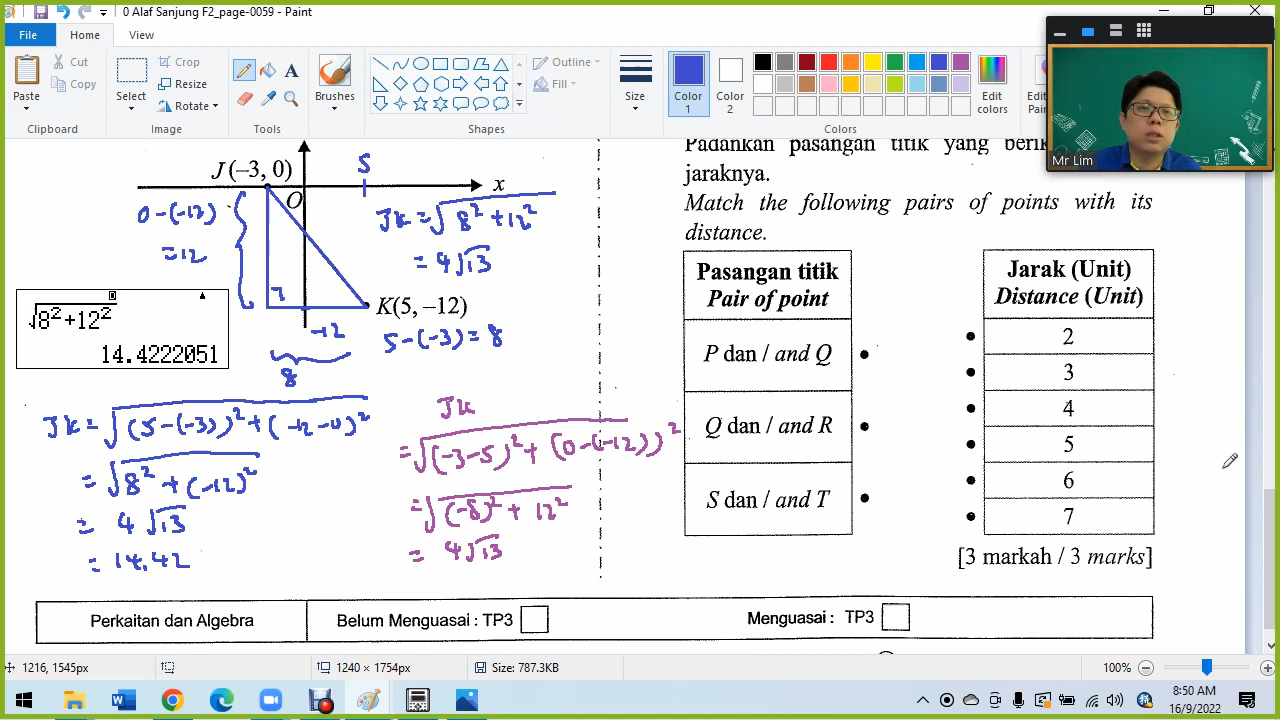 0 Alaf Sanjung F2_page-0059 - Paint
File
Home
View
Paste
Cut
Copy
Clipboard
Select
Crop
Resize
Rotate
Image
A
Tools
Brushes
Outline
Fill
Shapes
Size
Color 1
Color 2
Edit colors
Edit
Colors
Mr Lim
J(–3, 0)
5
x
O
0-(-12)
=12
JK = √8² + 12²
= 4√13
K(5, –12)
-12
5-(-3) = 8
8
√8²+12²
14.4222051
JK = √(5-(-3))² + (-12-0)²
= √8² + (-12)²
= 4√13
= 14.42
JK
= √(-3-5)² + (0-(-12))²
= √(-8)² + 12²
= 4√13
Padankan pasangan titik yang
jaraknya.
Match the following pairs of points with its
distance.
Pasangan titik
Pair of point
P dan / and Q
Q dan / and R
S dan / and T
Jarak (Unit)
Distance (Unit)
2
3
4
5
6
7
[3 markah / 3 marks]
Perkaitan dan Algebra
Belum Menguasai : TP3
Menguasai : TP3
1216, 1545px
1240 × 1754px
Size: 787.3KB
100%
8:50 AM
16/9/2022